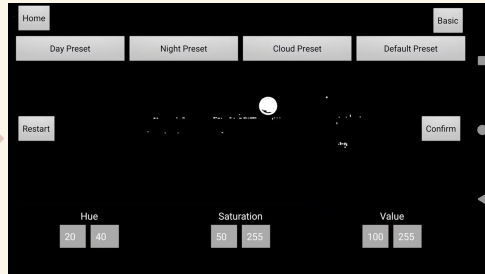 Home
Basic
Day Preset Night Preset Cloud Preset Default Preset
Restart
Confirm
Hue Saturation Value
20 40 50 255 100 255